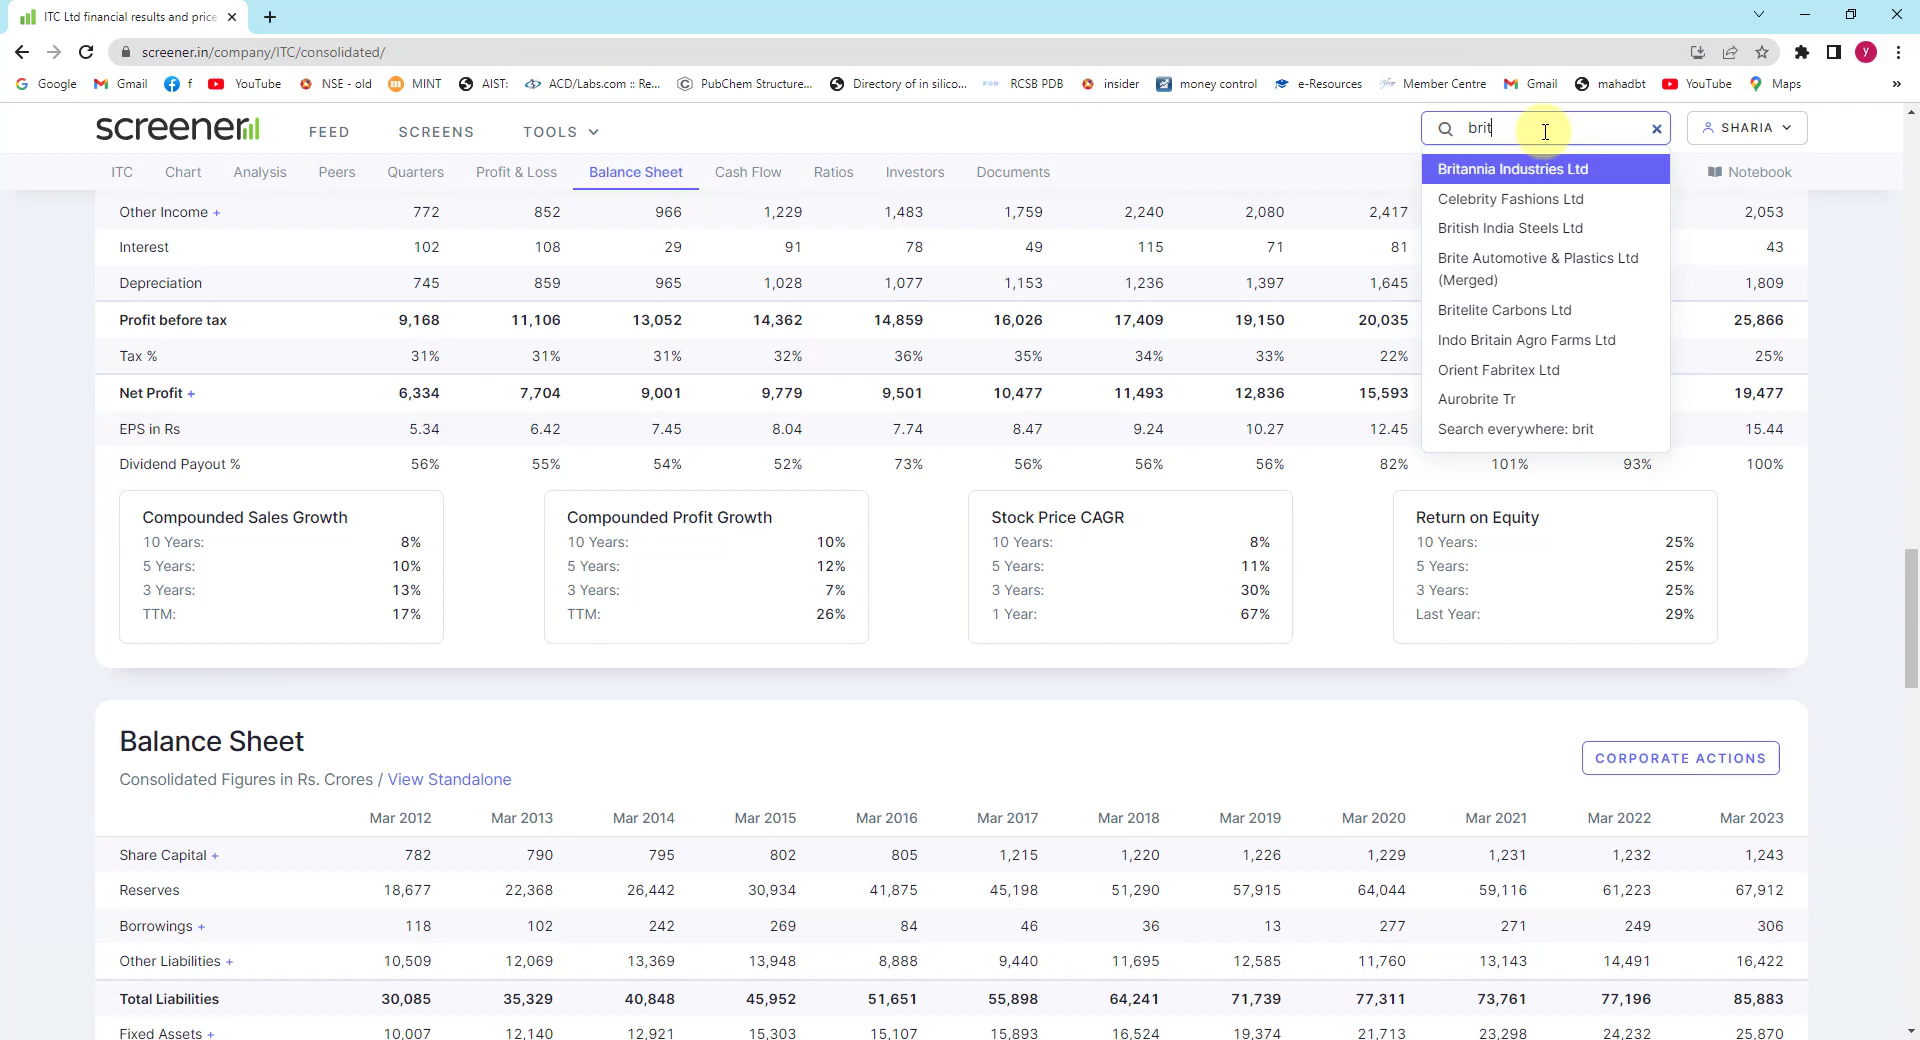 ITC Ltd financial results and price
screener.in/company/ITC/consolidated/
y
Google Gmail f YouTube NSE - old MINT AIST: ACD/Labs.com :: Re... PubChem Structure... Directory of in silico... RCSB PDB insider money control e-Resources Member Centre Gmail mahadbt YouTube Maps »
screener FEED SCREENS TOOLS brit SHARIA
ITC Chart Analysis Peers Quarters Profit & Loss Balance Sheet Cash Flow Ratios Investors Documents Notebook
Britannia Industries Ltd
Celebrity Fashions Ltd
British India Steels Ltd
Brite Automotive & Plastics Ltd
(Merged)
Britelite Carbons Ltd
Indo Britain Agro Farms Ltd
Orient Fabritex Ltd
Aurobrite Tr
Search everywhere: brit
Other Income + 772 852 966 1,229 1,483 1,759 2,240 2,080 2,417 2,053
Interest 102 108 29 91 78 49 115 71 81 43
Depreciation 745 859 965 1,028 1,077 1,153 1,236 1,397 1,645 1,809
Profit before tax 9,168 11,106 13,052 14,362 14,859 16,026 17,409 19,150 20,035 25,866
Tax % 31% 31% 31% 32% 36% 35% 34% 33% 22% 25%
Net Profit + 6,334 7,704 9,001 9,779 9,501 10,477 11,493 12,836 15,593 19,477
EPS in Rs 5.34 6.42 7.45 8.04 7.74 8.47 9.24 10.27 12.45 15.44
Dividend Payout % 56% 55% 54% 52% 73% 56% 56% 56% 82% 101% 93% 100%
Compounded Sales Growth
10 Years: 8%
5 Years: 10%
3 Years: 13%
TTM: 17%
Compounded Profit Growth
10 Years: 10%
5 Years: 12%
3 Years: 7%
TTM: 26%
Stock Price CAGR
10 Years: 8%
5 Years: 11%
3 Years: 30%
1 Year: 67%
Return on Equity
10 Years: 25%
5 Years: 25%
3 Years: 25%
Last Year: 29%
Balance Sheet
Consolidated Figures in Rs. Crores / View Standalone
CORPORATE ACTIONS
Mar 2012 Mar 2013 Mar 2014 Mar 2015 Mar 2016 Mar 2017 Mar 2018 Mar 2019 Mar 2020 Mar 2021 Mar 2022 Mar 2023
Share Capital + 782 790 795 802 805 1,215 1,220 1,226 1,229 1,231 1,232 1,243
Reserves 18,677 22,368 26,442 30,934 41,875 45,198 51,290 57,915 64,044 59,116 61,223 67,912
Borrowings + 118 102 242 269 84 46 36 13 277 271 249 306
Other Liabilities + 10,509 12,069 13,369 13,948 8,888 9,440 11,695 12,585 11,760 13,143 14,491 16,422
Total Liabilities 30,085 35,329 40,848 45,952 51,651 55,898 64,241 71,739 77,311 73,761 77,196 85,883
Fixed Assets + 10,007 12,140 12,921 15,303 15,107 15,893 16,524 19,374 21,713 23,298 24,232 25,870